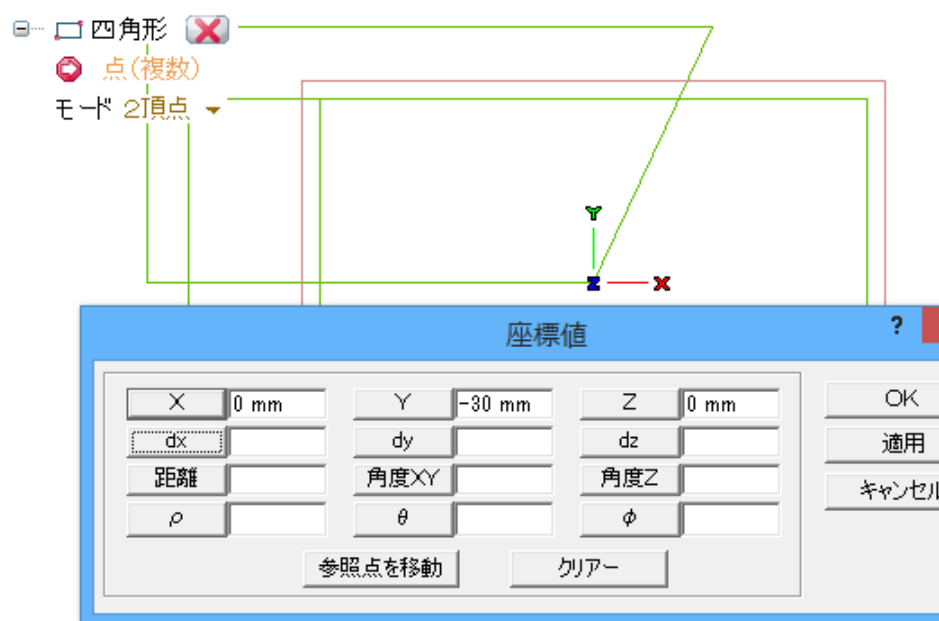 四角形
点(複数)
モード 2頂点
Y
Z X
座標値 ?
X 0 mm Y -30 mm Z 0 mm OK
dx dy dz 適用
距離 角度XY 角度Z キャンセル
ρ θ φ
参照点を移動 クリアー